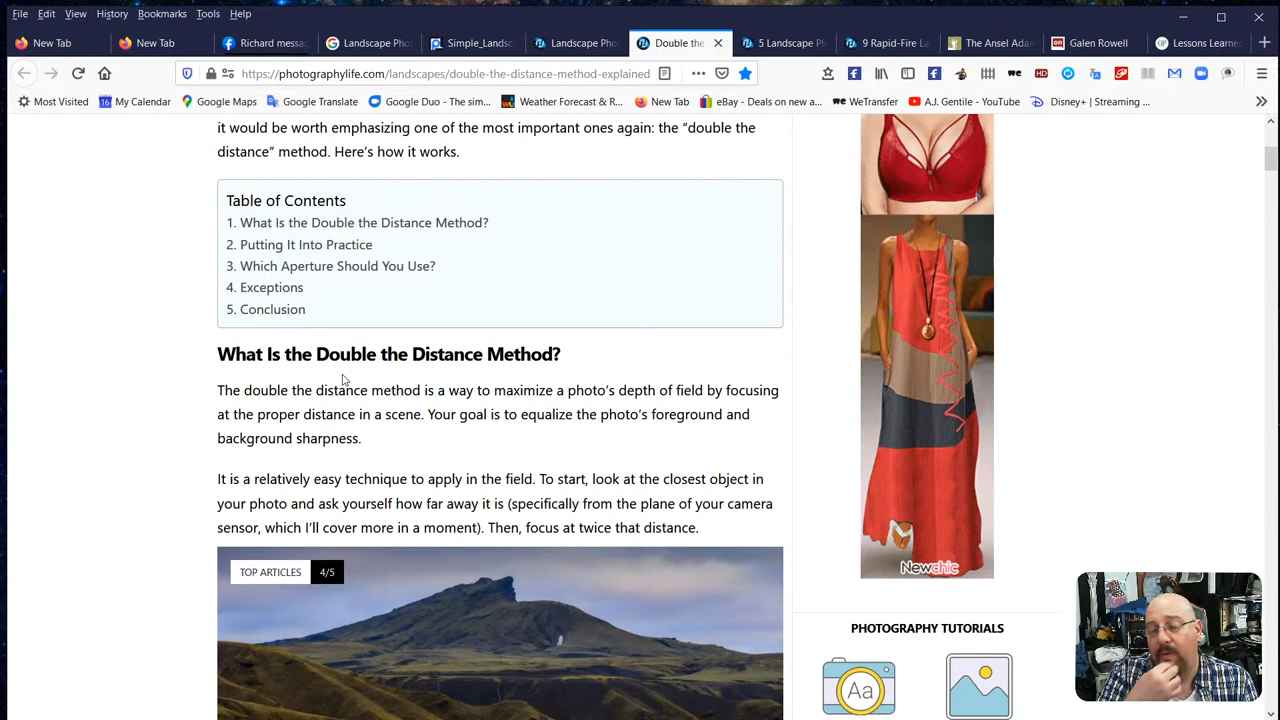 File Edit View History Bookmarks Tools Help
New Tab New Tab Richard messa Landscape Pho Simple_Landsc Landscape Pho Double the 5 Landscape Ph 9 Rapid-Fire La The Ansel Adan Galen Rowell OP Lessons Learne
https://photographylife.com/landscapes/double-the-distance-method-explained
Most Visited My Calendar Google Maps Google Translate Google Duo - The sim... Weather Forecast & R... New Tab eBay - Deals on new a... we WeTransfer A.J. Gentile - YouTube Disney+ | Streaming ...
it would be worth emphasizing one of the most important ones again: the “double the
distance” method. Here’s how it works.
Table of Contents
1. What Is the Double the Distance Method?
2. Putting It Into Practice
3. Which Aperture Should You Use?
4. Exceptions
5. Conclusion
What Is the Double the Distance Method?
The double the distance method is a way to maximize a photo’s depth of field by focusing
at the proper distance in a scene. Your goal is to equalize the photo’s foreground and
background sharpness.
It is a relatively easy technique to apply in the field. To start, look at the closest object in
your photo and ask yourself how far away it is (specifically from the plane of your camera
sensor, which I’ll cover more in a moment). Then, focus at twice that distance.
TOP ARTICLES 4/5
Newchic
PHOTOGRAPHY TUTORIALS
Aa